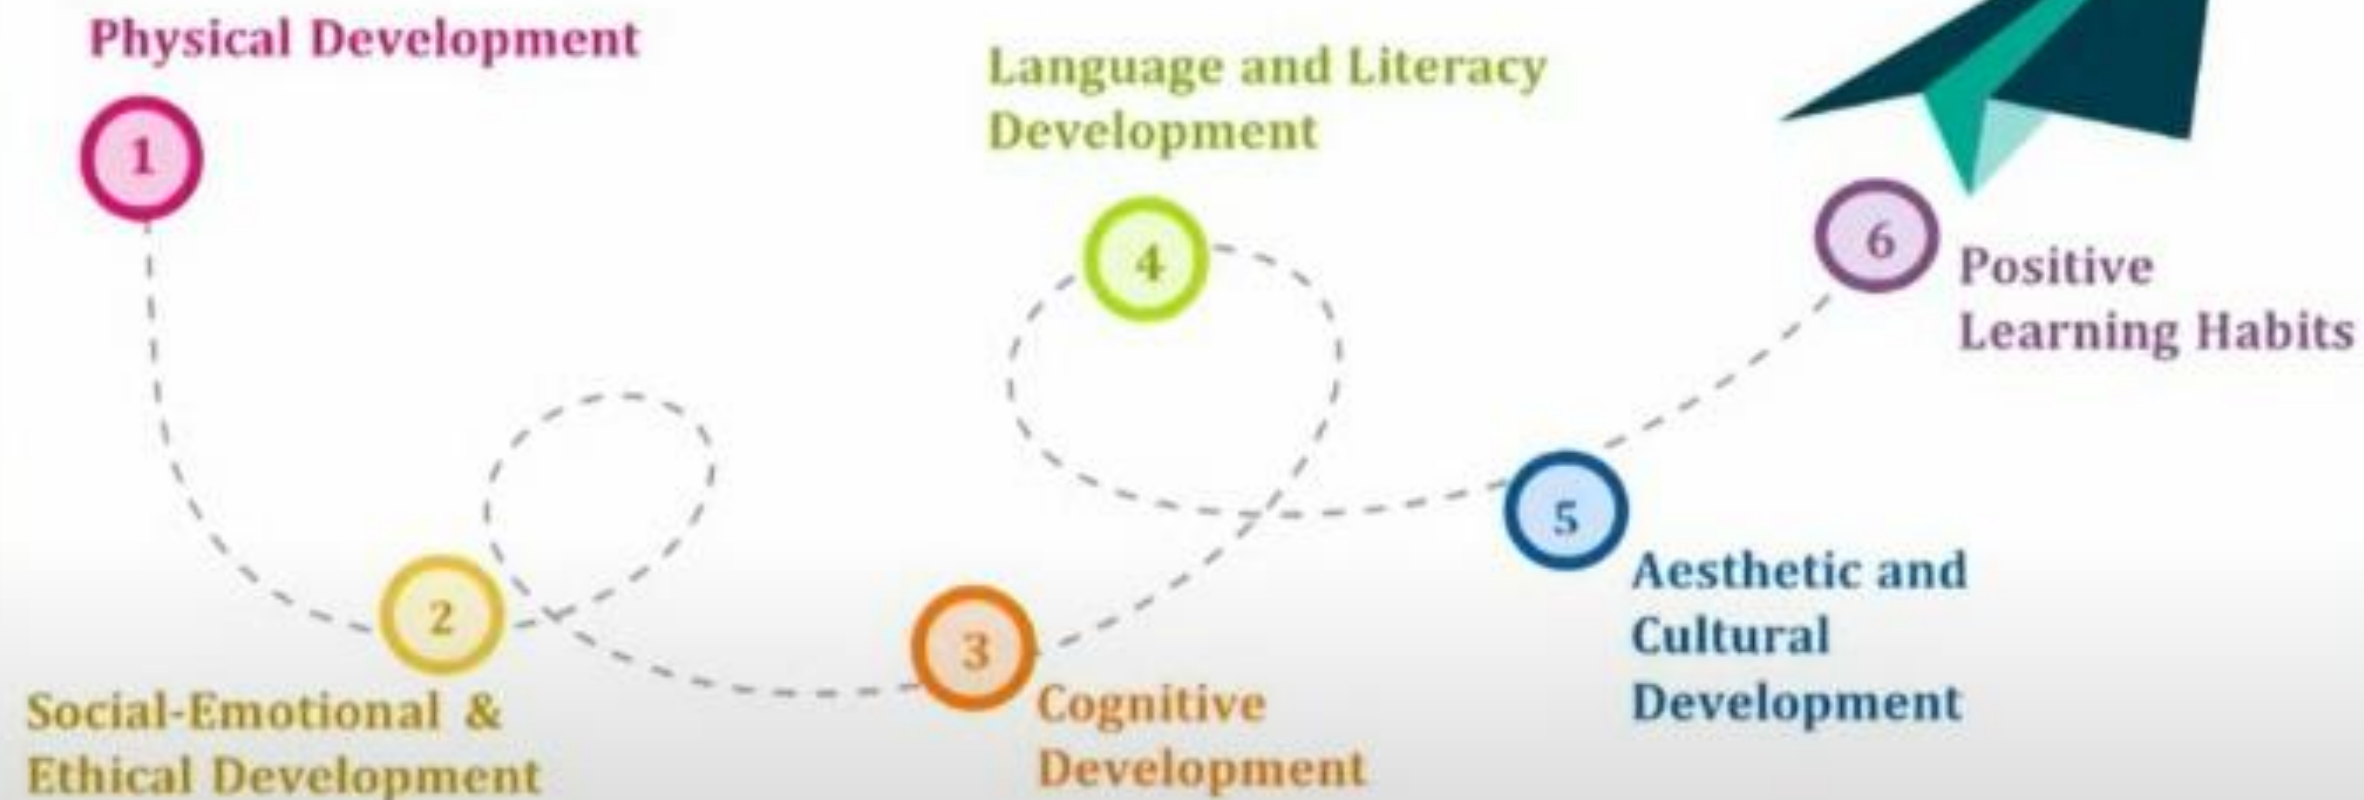 Physical Development
1
2
Social-Emotional &
Ethical Development
3
Cognitive
Development
Language and Literacy
Development
4
5
Aesthetic and
Cultural
Development
6
Positive
Learning Habits